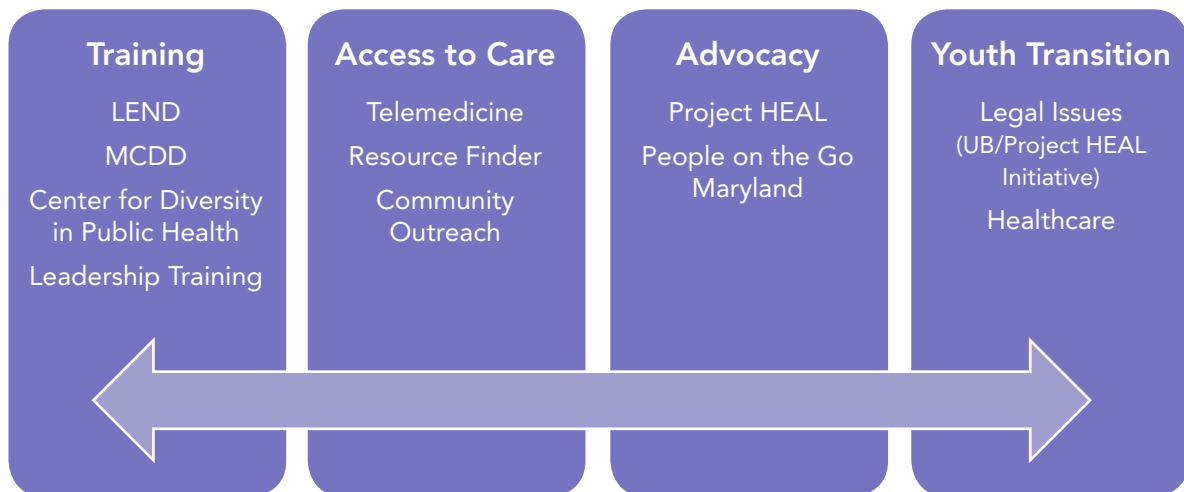 Training
LEND
MCDD
Center for Diversity
in Public Health
Leadership Training
Access to Care
Telemedicine
Resource Finder
Community
Outreach
Advocacy
Project HEAL
People on the Go
Maryland
Youth Transition
Legal Issues
(UB/Project HEAL
Initiative)
Healthcare